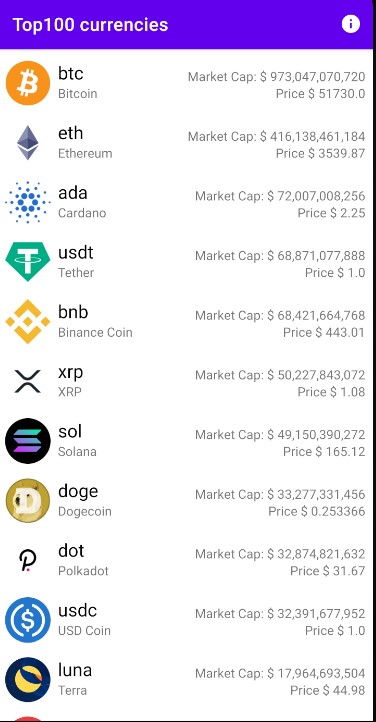 Top100 currencies
btc
Market Cap: $ 973,047,070,720
Bitcoin
Price $ 51730.0
eth
Market Cap: $ 416,138,461,184
Ethereum
Price $ 3539.87
ada
Market Cap: $ 72,007,008,256
Cardano
Price $ 2.25
usdt
Market Cap: $ 68,871,077,888
Tether
Price $ 1.0
bnb
Market Cap: $ 68,421,664,768
Binance Coin
Price $ 443.01
xrp
Market Cap: $ 50,227,843,072
XRP
Price $ 1.08
sol
Market Cap: $ 49,150,390,272
Solana
Price $ 165.12
doge
Market Cap: $ 33,277,331,456
Dogecoin
Price $ 0.253366
dot
Market Cap: $ 32,874,821,632
Polkadot
Price $ 31.67
usdc
Market Cap: $ 32,391,677,952
USD Coin
Price $ 1.0
luna
Market Cap: $ 17,964,693,504
Terra
Price $ 44.98